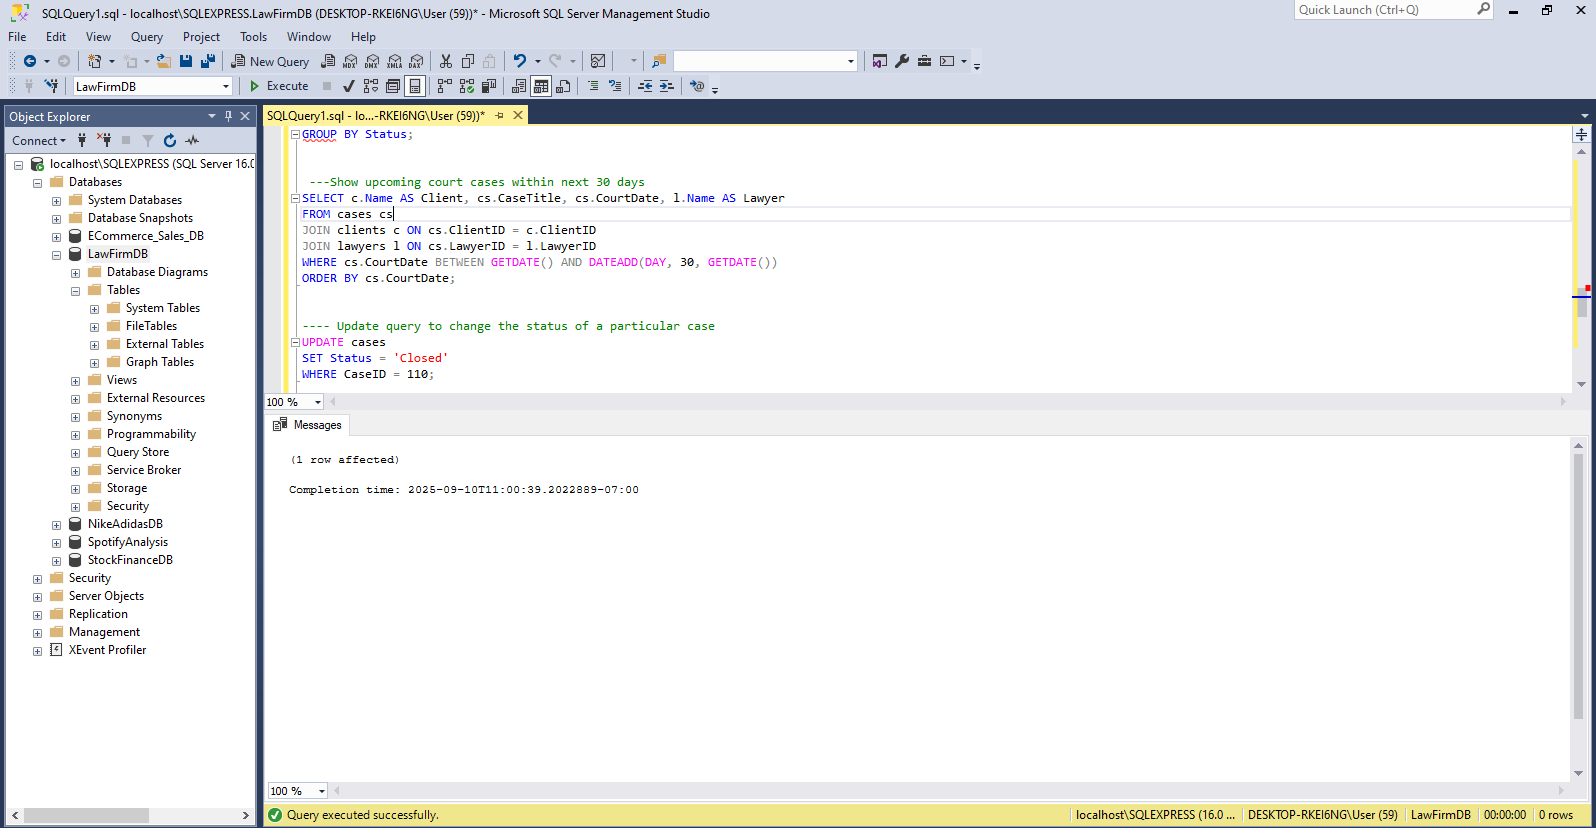 SQLQuery1.sql - localhost\SQLEXPRESS.LawFirmDB (DESKTOP-RKEI6NG\User (59))* - Microsoft SQL Server Management Studio
Quick Launch (Ctrl+Q)
File Edit View Query Project Tools Window Help
New Query MDX DMX XMLA DAX
LawFirmDB Execute
Object Explorer
Connect
localhost\SQLEXPRESS (SQL Server 16.0
Databases
System Databases
Database Snapshots
ECommerce_Sales_DB
LawFirmDB
Database Diagrams
Tables
System Tables
FileTables
External Tables
Graph Tables
Views
External Resources
Synonyms
Programmability
Query Store
Service Broker
Storage
Security
NikeAdidasDB
SpotifyAnalysis
StockFinanceDB
Security
Server Objects
Replication
Management
XEvent Profiler
SQLQuery1.sql - lo...-RKEI6NG\User (59))*
GROUP BY Status;
---Show upcoming court cases within next 30 days
SELECT c.Name AS Client, cs.CaseTitle, cs.CourtDate, l.Name AS Lawyer
FROM cases cs
JOIN clients c ON cs.ClientID = c.ClientID
JOIN lawyers l ON cs.LawyerID = l.LawyerID
WHERE cs.CourtDate BETWEEN GETDATE() AND DATEADD(DAY, 30, GETDATE())
ORDER BY cs.CourtDate;
---- Update query to change the status of a particular case
UPDATE cases
SET Status = 'Closed'
WHERE CaseID = 110;
100 %
Messages
(1 row affected)
Completion time: 2025-09-10T11:00:39.2022889-07:00
100 %
Query executed successfully.
localhost\SQLEXPRESS (16.0 ... DESKTOP-RKEI6NG\User (59) LawFirmDB 00:00:00 0 rows